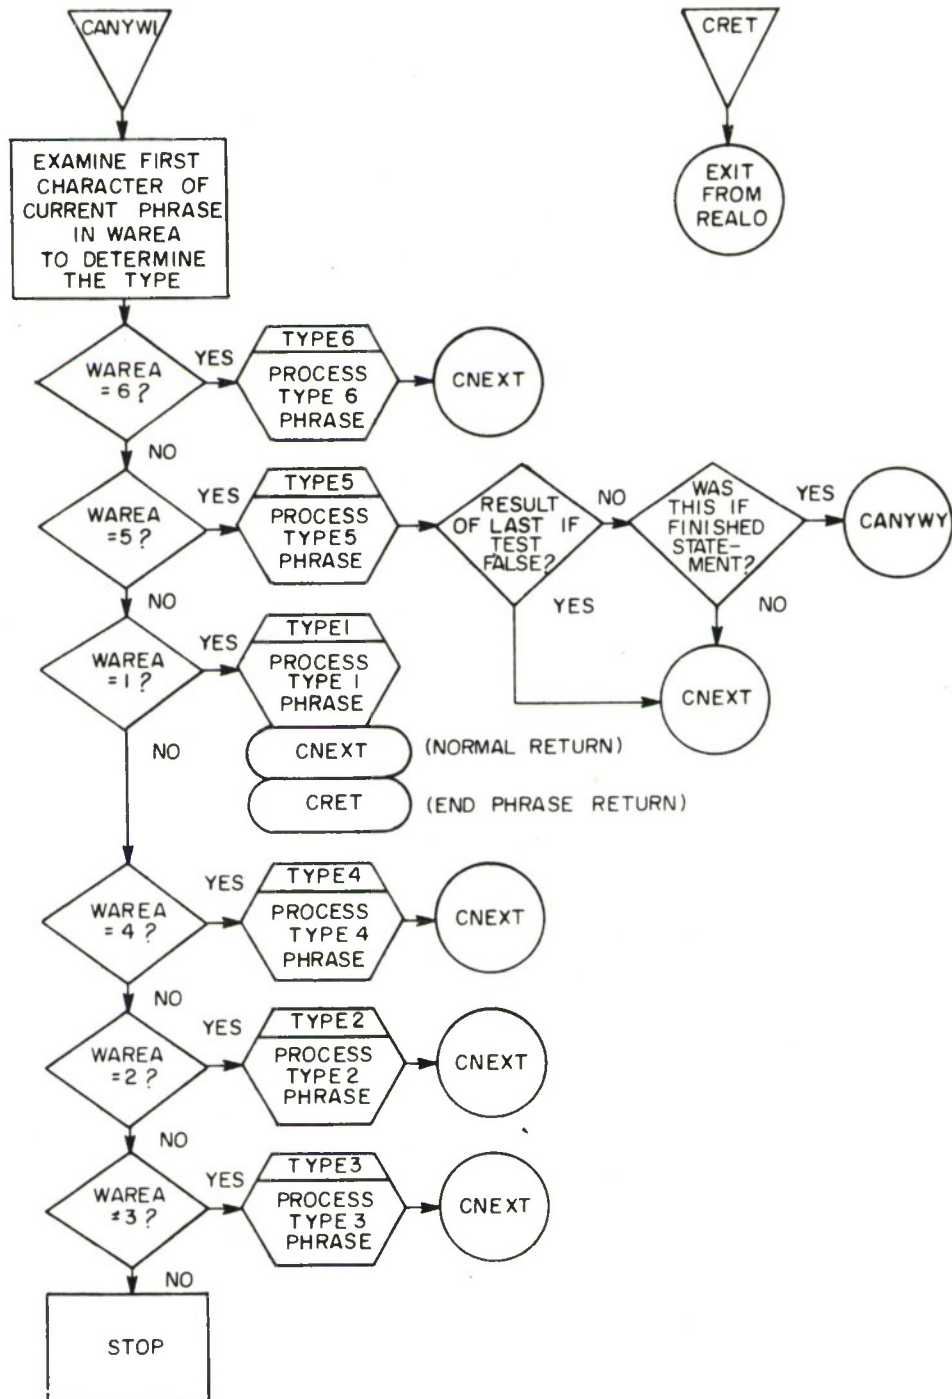 CANYWL
CRET
EXAMINE FIRST
CHARACTER OF
CURRENT PHRASE
IN WAREA
TO DETERMINE
THE TYPE
EXIT
FROM
REALO
WAREA
=6?
YES
TYPE6
PROCESS
TYPE 6
PHRASE
CNEXT
NO
WAREA
=5?
YES
TYPE5
PROCESS
TYPE5
PHRASE
RESULT
OF LAST IF
TEST
FALSE?
NO
WAS
THIS IF
FINISHED
STATE-
MENT?
YES
CANYWY
YES
NO
CNEXT
NO
WAREA
=1?
YES
TYPE1
PROCESS
TYPE 1
PHRASE
CNEXT
(NORMAL RETURN)
CRET
(END PHRASE RETURN)
NO
WAREA
=4?
YES
TYPE4
PROCESS
TYPE 4
PHRASE
CNEXT
NO
WAREA
=2?
YES
TYPE2
PROCESS
TYPE2
PHRASE
CNEXT
NO
WAREA
=3?
YES
TYPE3
PROCESS
TYPE3
PHRASE
CNEXT
NO
STOP